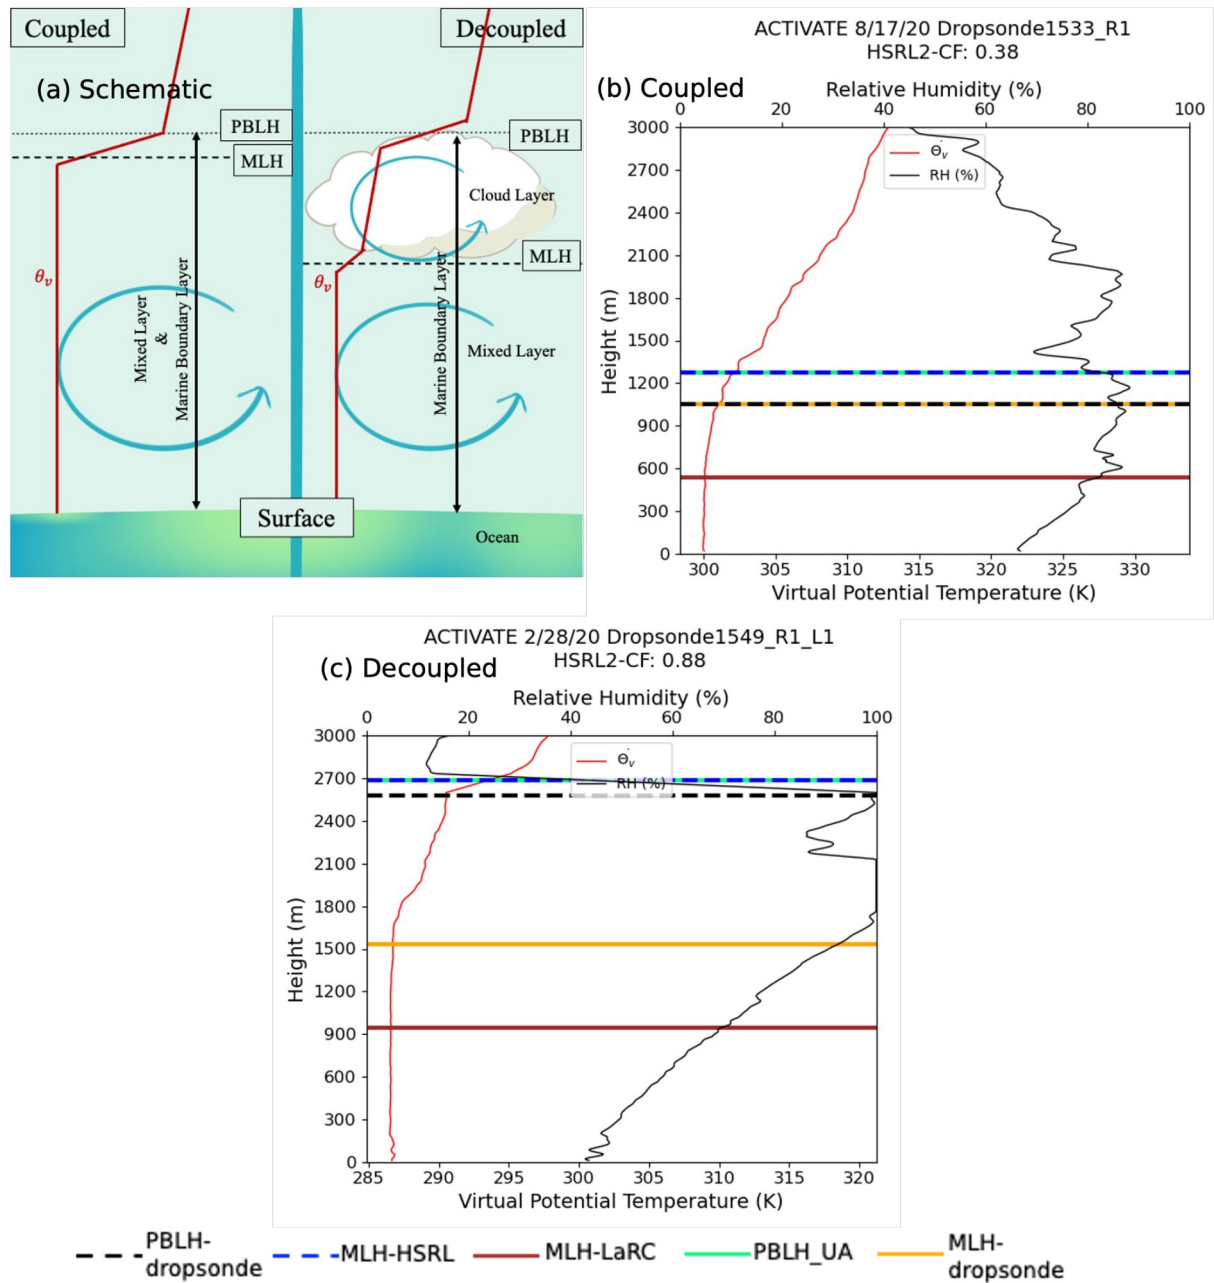 Coupled
Decoupled
(a) Schematic
PBLH
MLH
PBLH
Cloud Layer
MLH
θv
θv
Mixed Layer
&
Marine Boundary Layer
Marine Boundary Layer
Mixed Layer
Surface
Ocean
ACTIVATE 8/17/20 Dropsonde1533_R1
HSRL2-CF: 0.38
(b) Coupled
Relative Humidity (%)
0 20 40 60 80 100
Θv
RH (%)
Height (m)
3000
2700
2400
2100
1800
1500
1200
900
600
300
0
300 305 310 315 320 325 330
Virtual Potential Temperature (K)
ACTIVATE 2/28/20 Dropsonde1549_R1_L1
HSRL2-CF: 0.88
(c) Decoupled
Relative Humidity (%)
0 20 40 60 80 100
Θv
RH (%)
Height (m)
3000
2700
2400
2100
1800
1500
1200
900
600
300
0
285 290 295 300 305 310 315 320
Virtual Potential Temperature (K)
PBLH-
dropsonde
MLH-HSRL
MLH-LaRC
PBLH_UA
MLH-
dropsonde